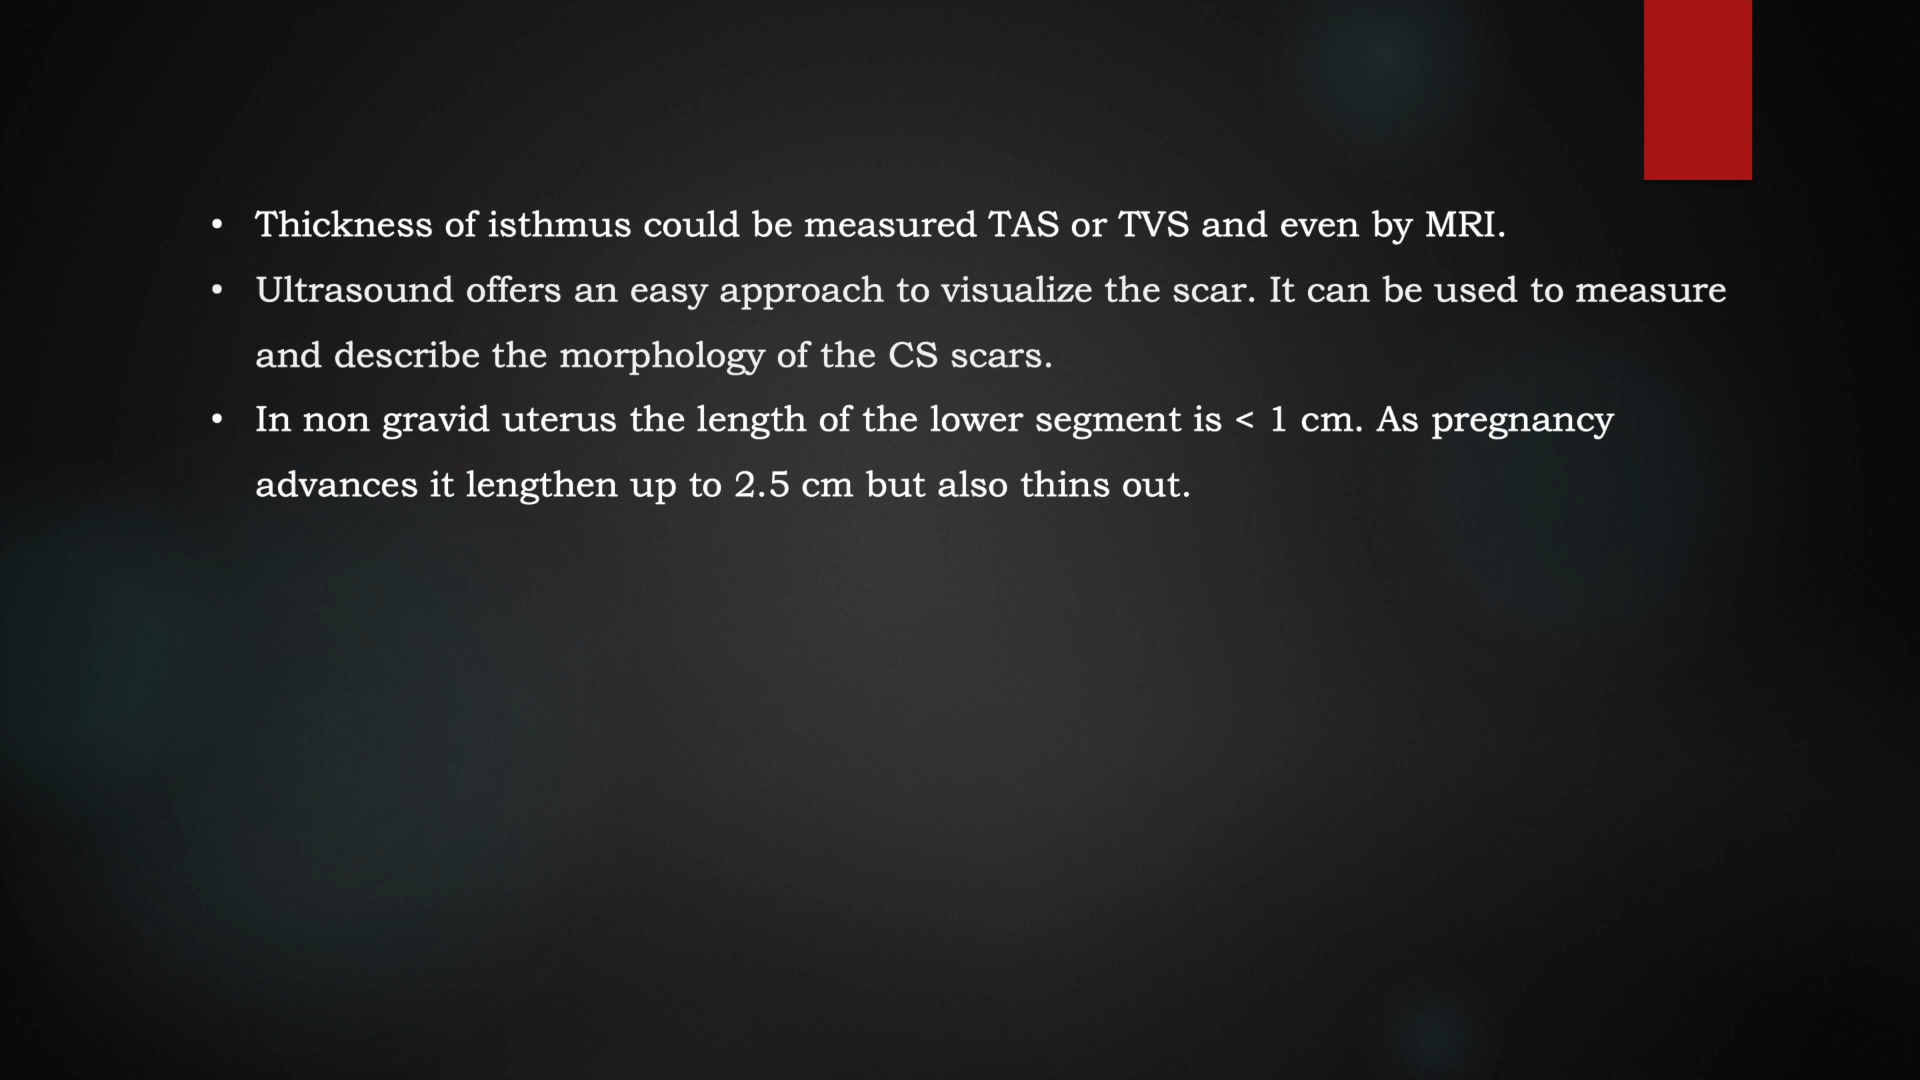 • Thickness of isthmus could be measured TAS or TVS and even by MRI.
• Ultrasound offers an easy approach to visualize the scar. It can be used to measure
and describe the morphology of the CS scars.
• In non gravid uterus the length of the lower segment is < 1 cm. As pregnancy
advances it lengthen up to 2.5 cm but also thins out.